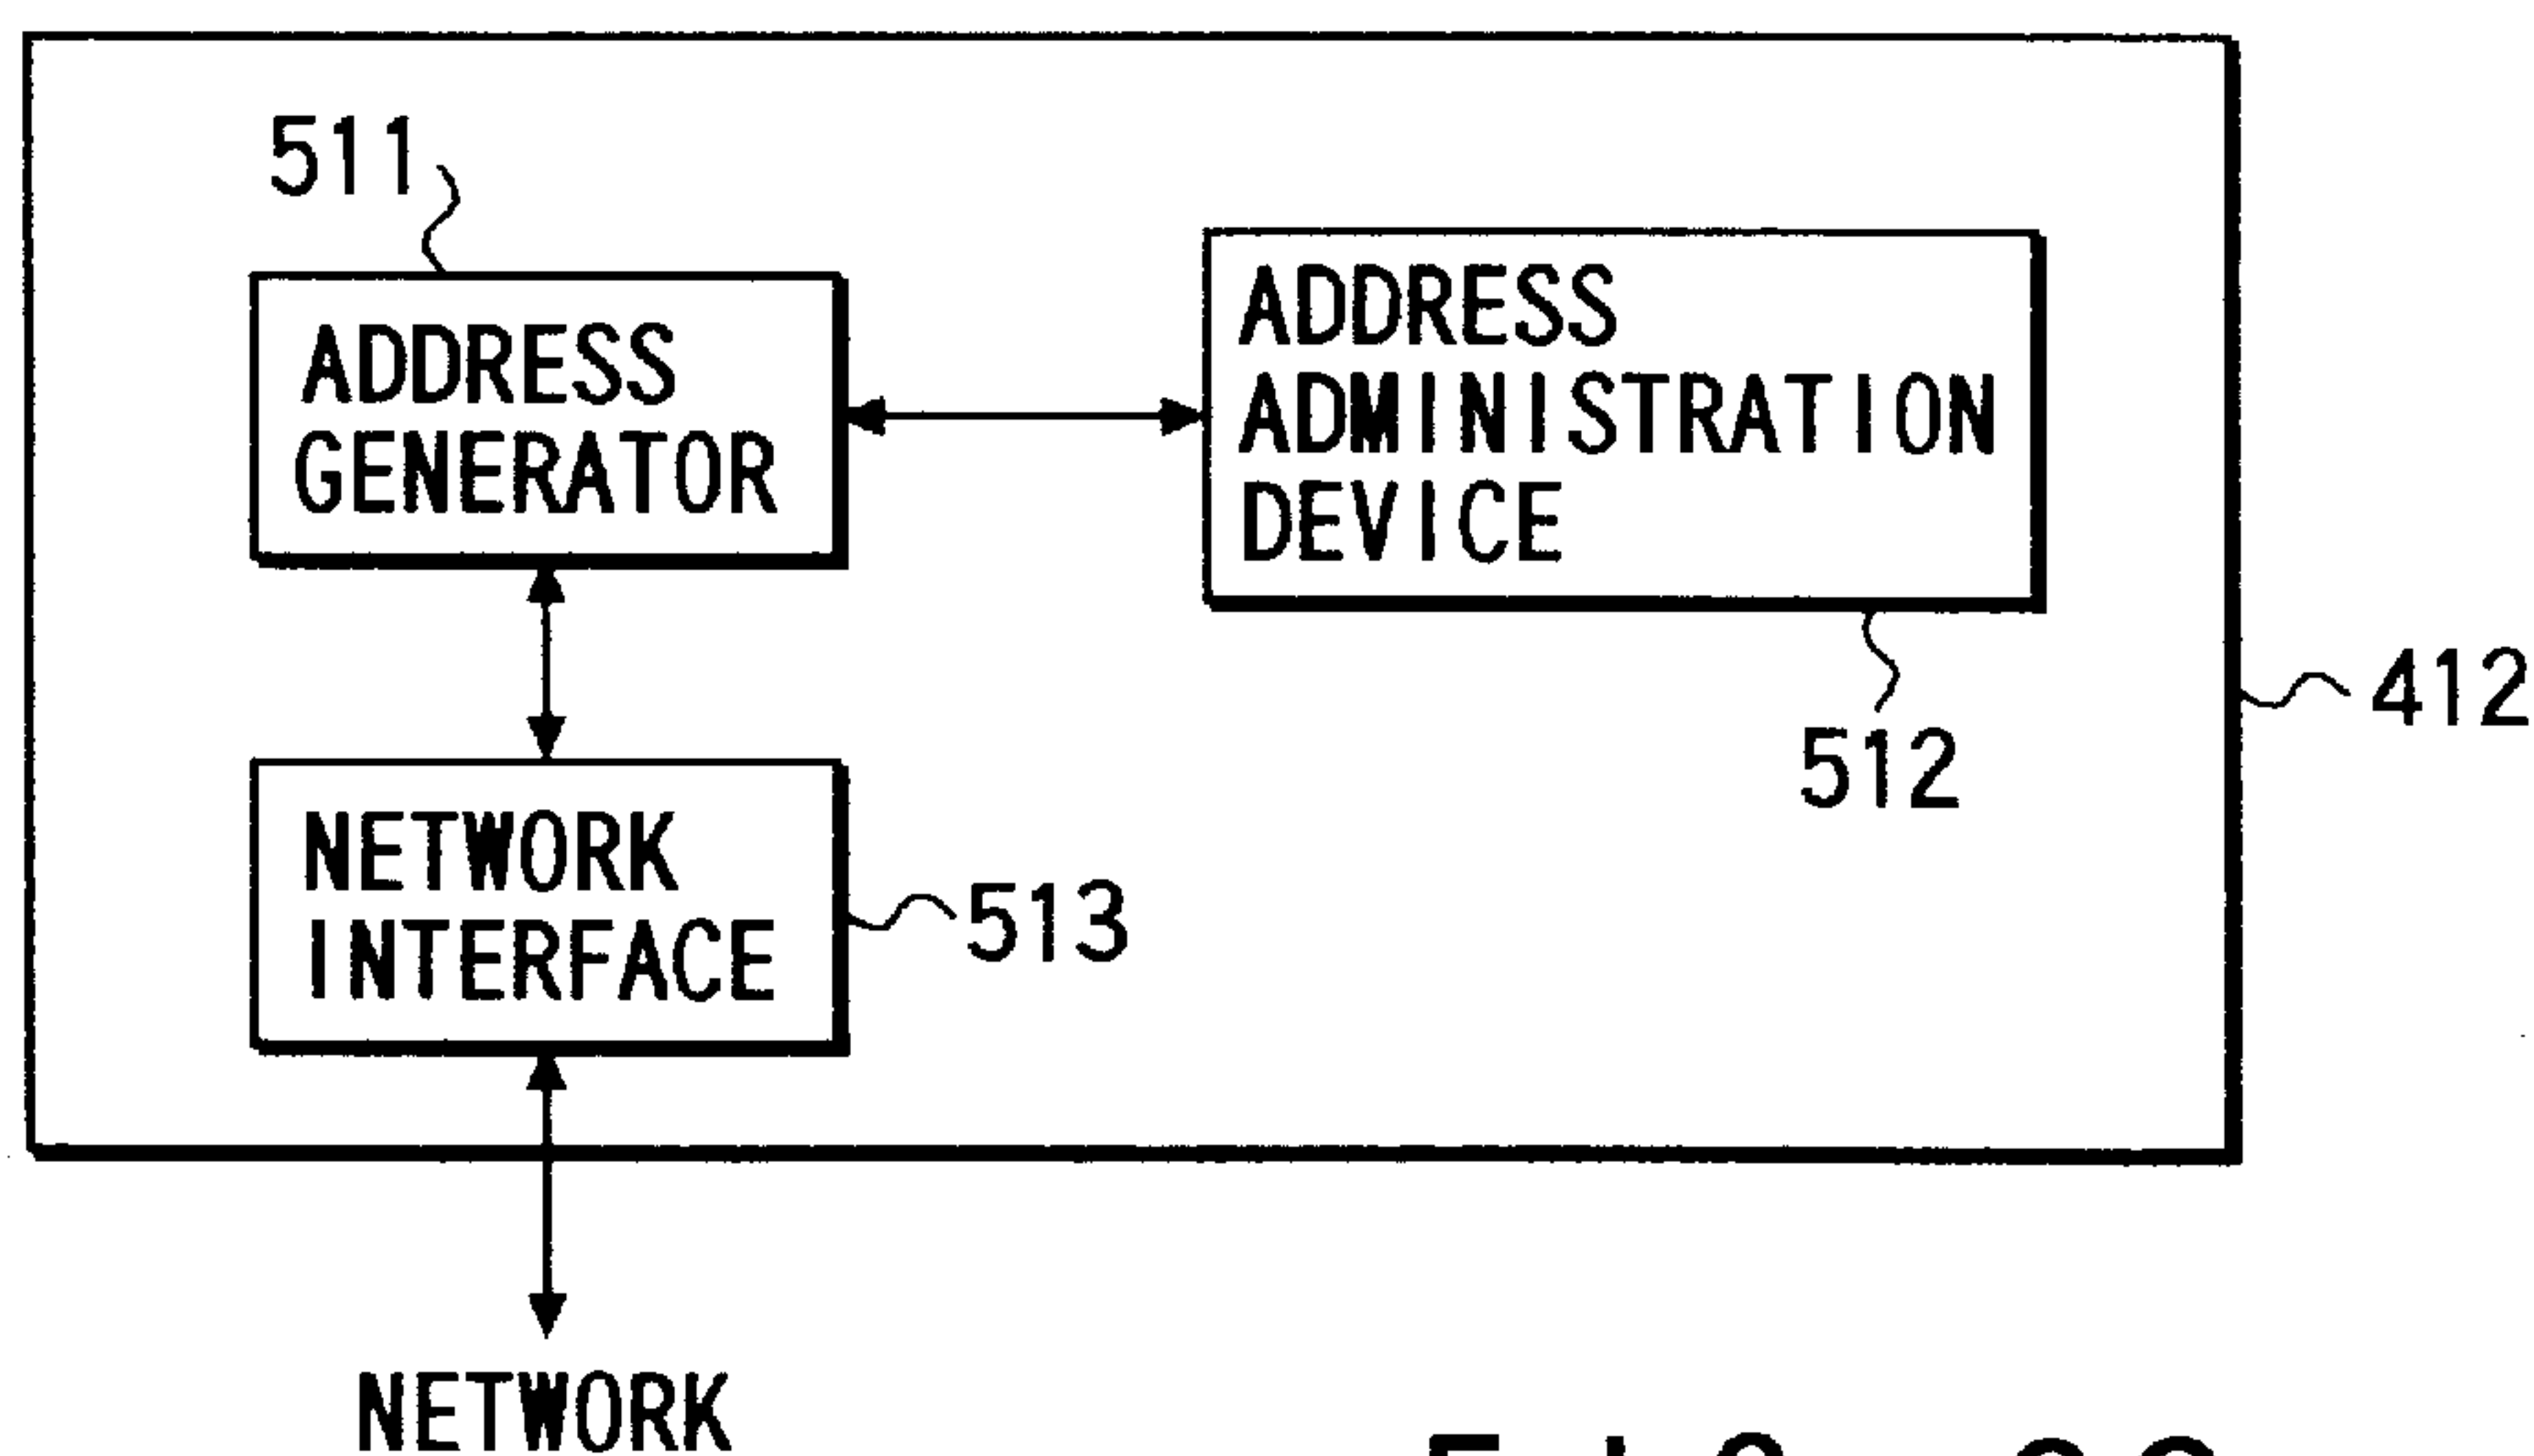 511
ADDRESS
GENERATOR
ADDRESS
ADMINISTRATION
DEVICE
512
412
NETWORK
INTERFACE
513
NETWORK